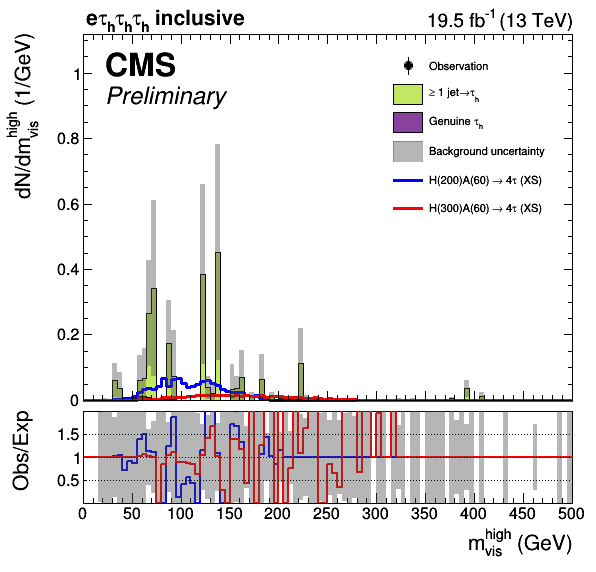 eτhτhτh inclusive
19.5 fb-1 (13 TeV)
CMS
Preliminary
Observation
≥ 1 jet→τh
Genuine τh
Background uncertainty
H(200)A(60) → 4τ (XS)
H(300)A(60) → 4τ (XS)
dN/dmvishigh (1/GeV)
1
0.8
0.6
0.4
0.2
0
Obs/Exp
1.5
1
0.5
0 50 100 150 200 250 300 350 400 450 500
mvishigh (GeV)